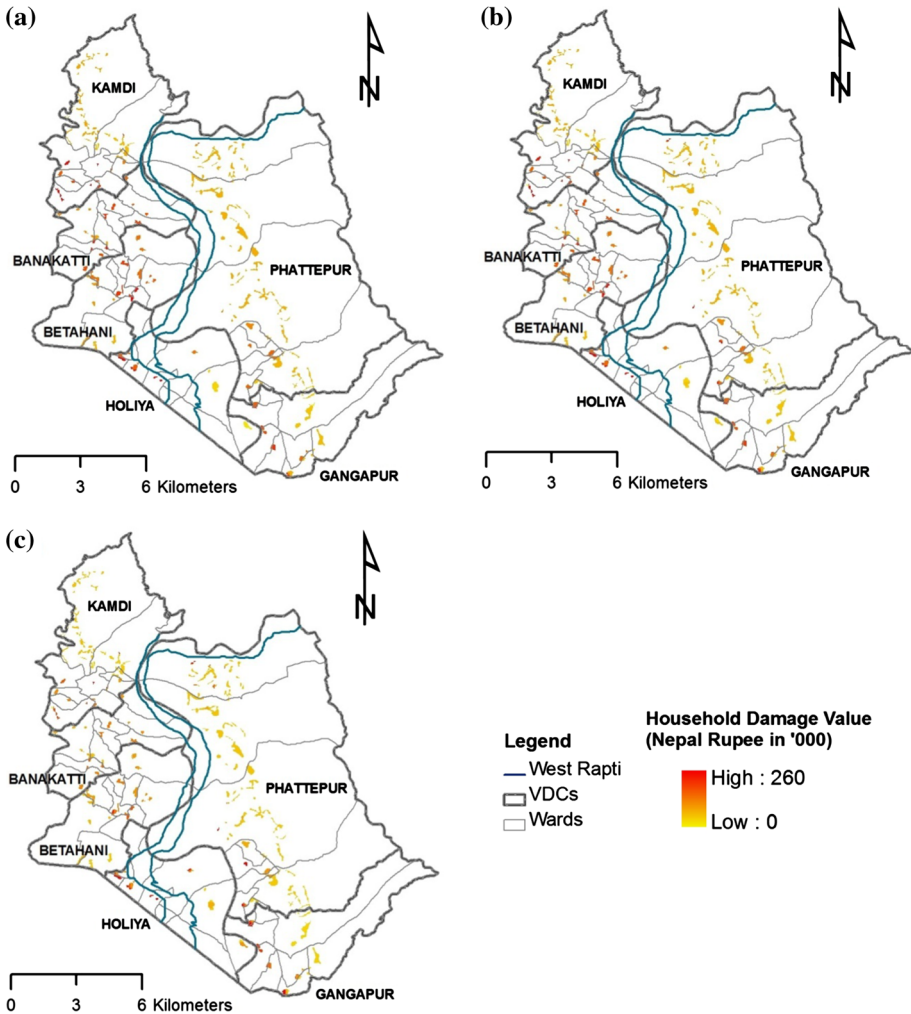 (a)
N
KAMDI
BANAKATTI
PHATTEPUR
BETAHANI
HOLIYA
GANGAPUR
0 3 6 Kilometers
(b)
N
KAMDI
BANAKATTI
PHATTEPUR
BETAHANI
HOLIYA
GANGAPUR
0 3 6 Kilometers
(c)
N
KAMDI
BANAKATTI
PHATTEPUR
BETAHANI
HOLIYA
GANGAPUR
0 3 6 Kilometers
Legend
West Rapti
VDCs
Wards
Household Damage Value
(Nepal Rupee in '000)
High : 260
Low : 0